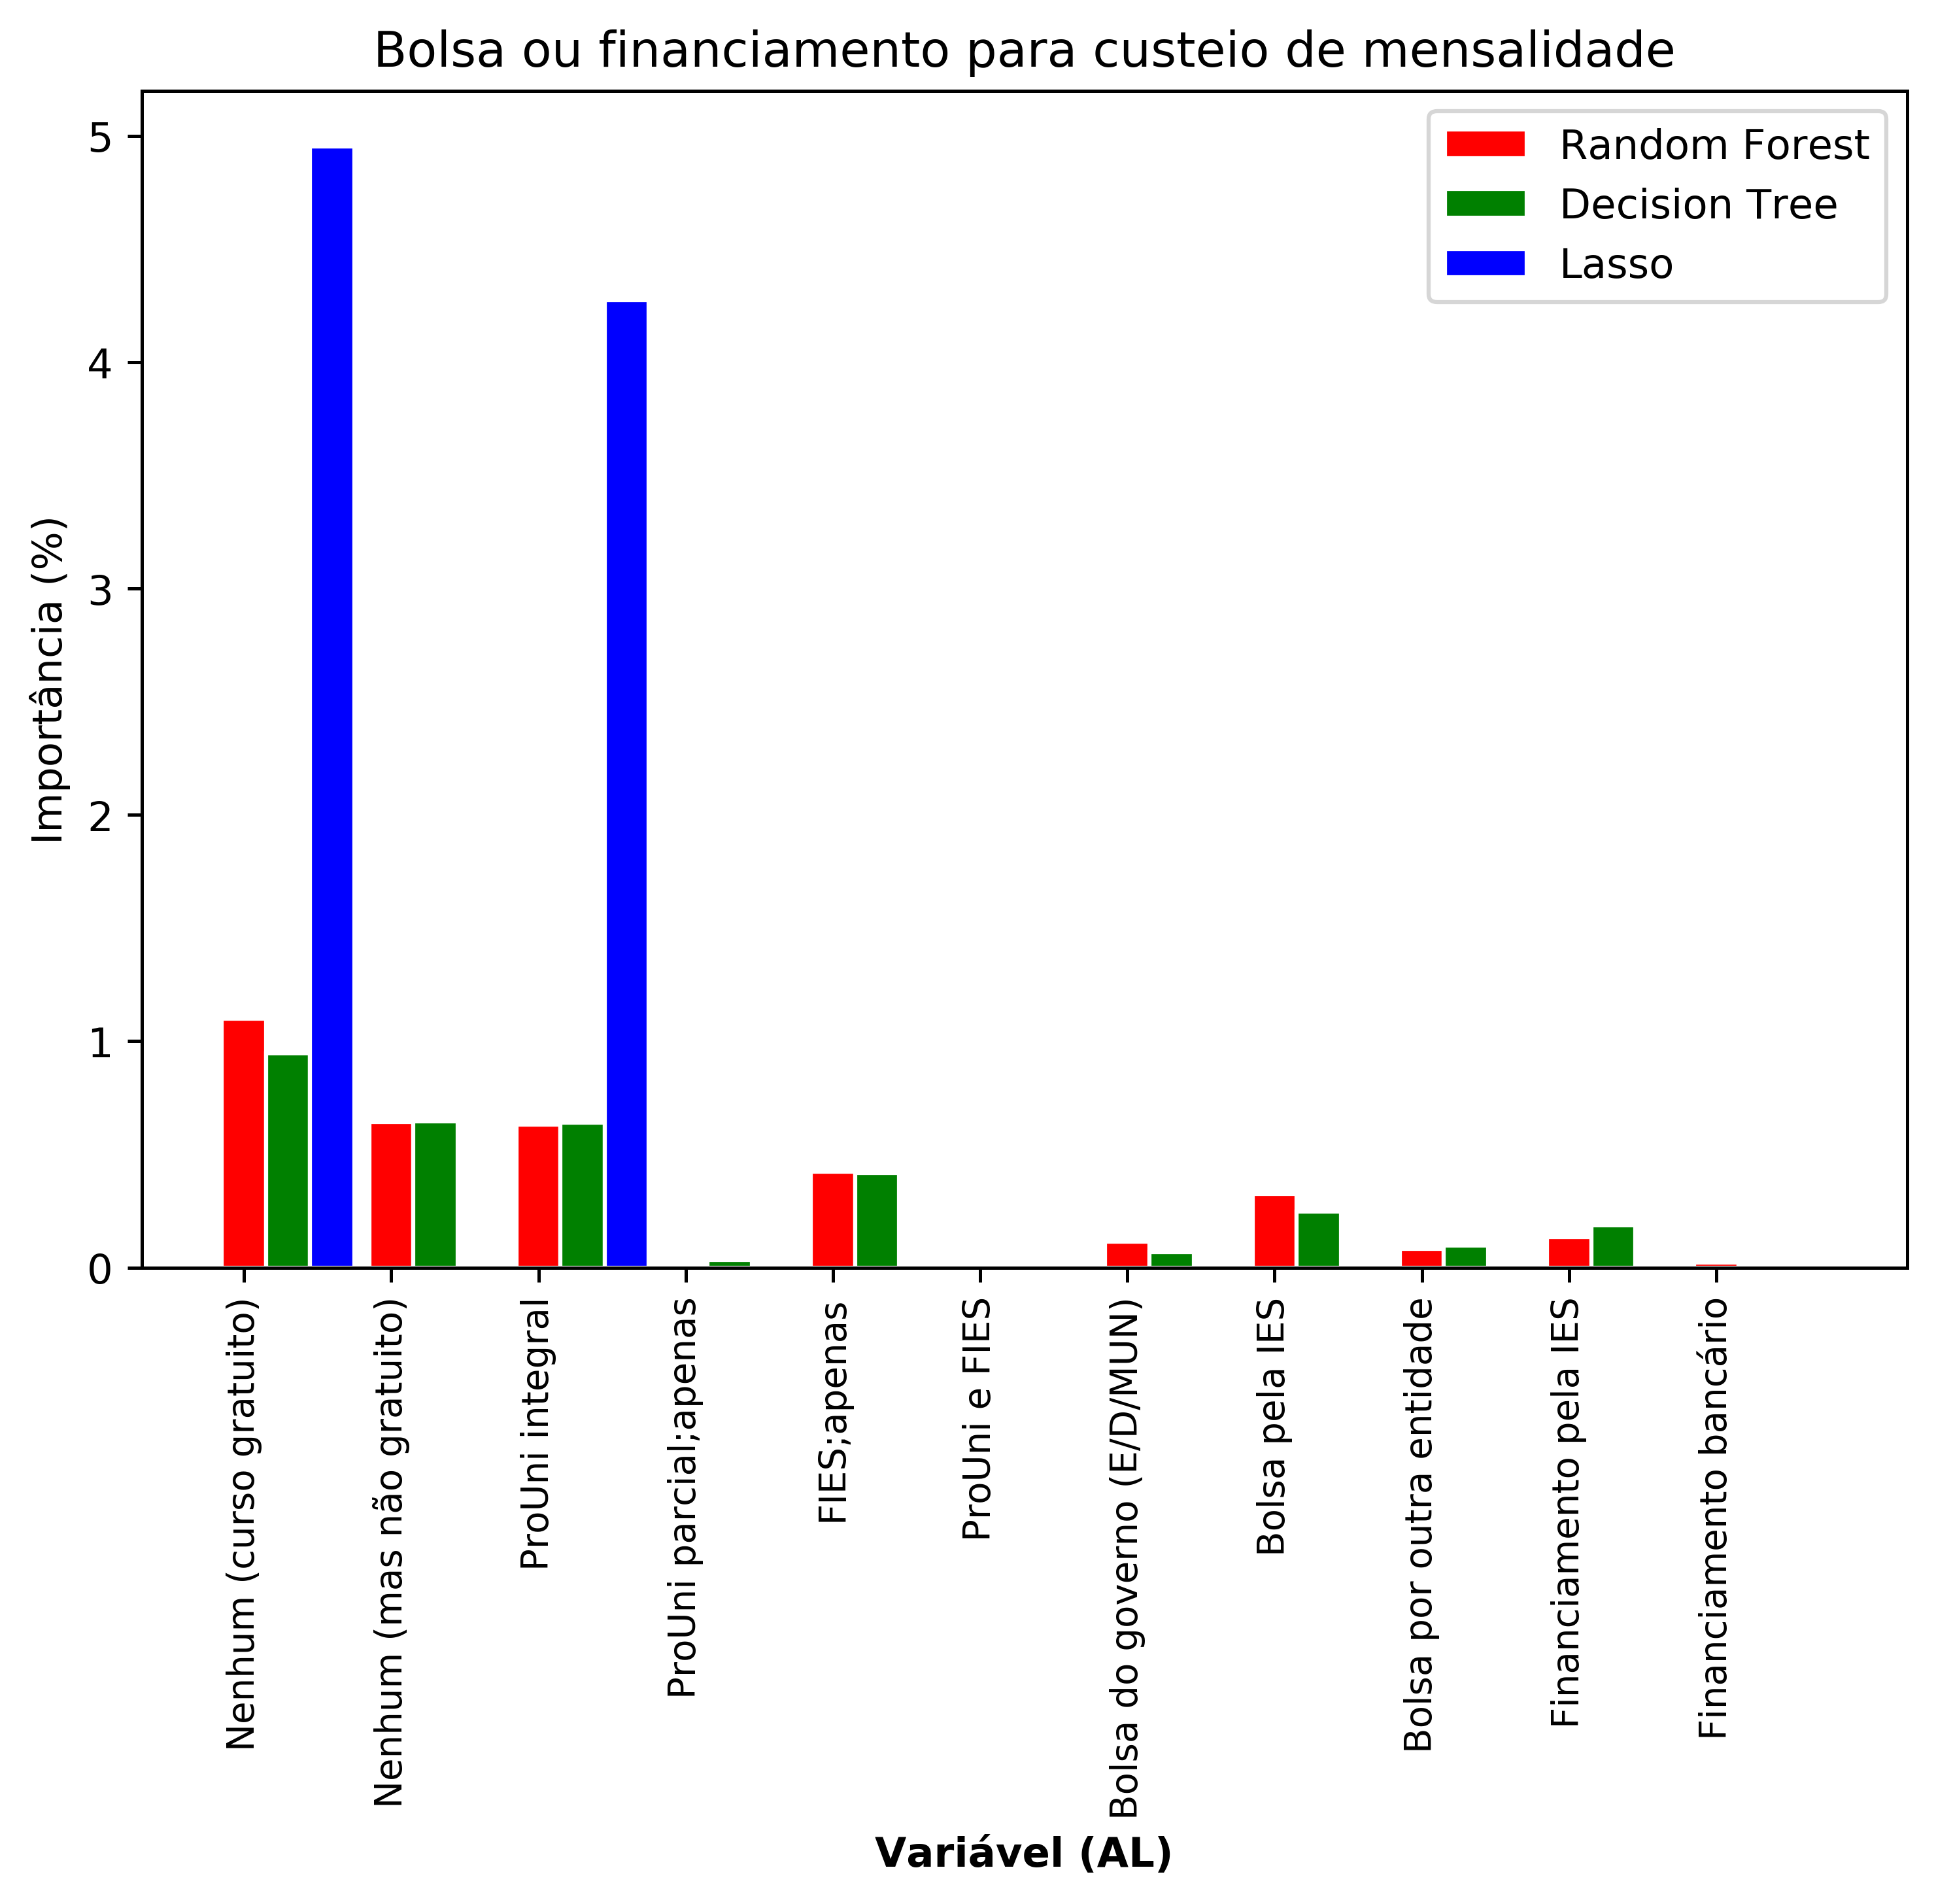 Bolsa ou financiamento para custeio de mensalidade
Random Forest
Decision Tree
Lasso
Importância (%)
5
4
3
2
1
0
Nenhum (curso gratuito)
Nenhum (mas não gratuito)
ProUni integral
ProUni parcial;apenas
FIES;apenas
ProUni e FIES
Bolsa do governo (E/D/MUN)
Bolsa pela IES
Bolsa por outra entidade
Financiamento pela IES
Financiamento bancário
Variável (AL)